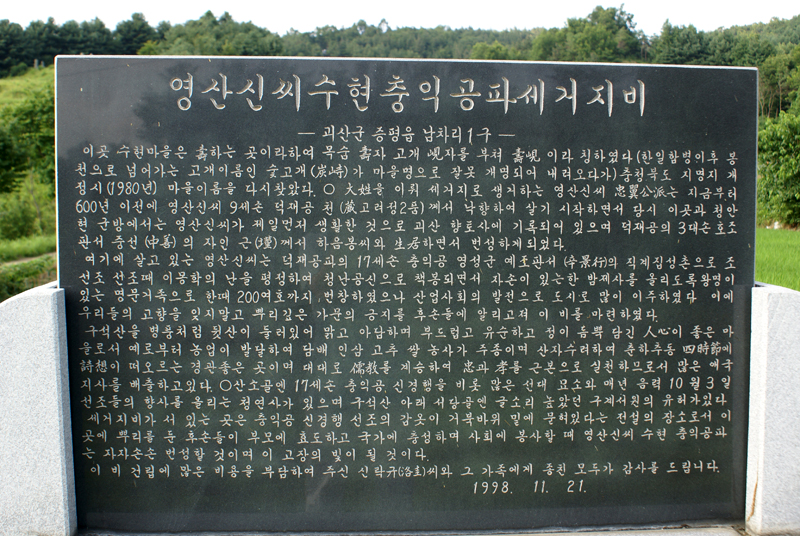 영산신씨수현충익공파세거지비
— 괴산군 증평읍 남차리 1구 —
이곳 수현마을은 壽하는 곳이라하여 목숨 壽자 고개 峴자를 부쳐 壽峴 이라 칭하였다 (한일합병이후 봉
천으로 넘어가는 고개이름인 숯고개 (炭峙)가 마을명으로 잘못 개명되어 내려오다가) 충청북도 지명지 개
정시 (1980년) 마을이름을 다시찾았다. ○ 大姓을 이뤄 세거지로 생거하는 영산신씨 忠翼公派는 지금부터
600년 이전에 영산신씨 9세손 덕재공 천 (蕆고려정2품) 께서 낙향하여 살기 시작하면서 당시 이곳과 청안
현 군방에서는 영산신씨가 제일먼저 생활한 것으로 괴산 향로사에 기록되어 있으며 덕재공의 3대손호조
관서 중선 (中善) 의 자인 근 께서 하음봉씨와 生居하면서 번성하게되었다.
여기에 살고 있는 영산신씨는 덕재공파의 17세손 충익공 영성군 예조판서 (辛景行)의 직계집성촌으로 조
선조 선조때 이몽학의 난을 평정하여 청난공신으로 책봉되면서 자손이 있는한 밤제사를 올리도록왕명이
있는 명문거족으로 한때 200여호까지 번창하였으나 산업사회의 발전으로 도시로 많이 이주하였다 이에
우리들의 고향을 잊지말고 뿌리깊은 가문의 긍지를 후손들에 알리고져 이 비를 마련하였다.
구석산을 병풍처럼 뒷산이 들러있어 맑고 아담하며 부드럽고 유순하고 정이 듬뿍 담긴 人心이 좋은 마
을로서 예로부터 농업이 발달하여 담배 인삼 고추 쌀 농사가 주종이며 산자수려하여 춘하추동 四時節에
詩想이 떠오르는 경관좋은 곳이며 대대로 儒敎를 계승하여 忠과 孝를 근본으로 실천하므로서 많은 애국
지사를 배출하고있다. ○산소골엔 17세손 충익공. 신경행을 비롯 많은 선대 묘소와 매년 음력 10월 3일
선조들의 향사를 올리는 청연사가 있으며 구석산 아래 서당골엔 글소리 높았던 구계서원의 유허가있다
세거지비가 서 있는 곳은 충익공 신경행 선조의 갑옷이 거북바위 밑에 묻혀있다는 전설의 장소로서 이
곳에 뿌리를 둔 후손들이 부모에 효도하고 국가에 충성하며 사회에 봉사할 때 영산신씨 수현 충익공파
는 자자손손 번성할 것이며 이 고장의 빛이 될 것이다.
이 비 건립에 많은 비용을 부담하여 주신 신락규(洛圭)씨와 그 가족에게 종친 모두가 감사를 드립니다.
1998. 11. 21.